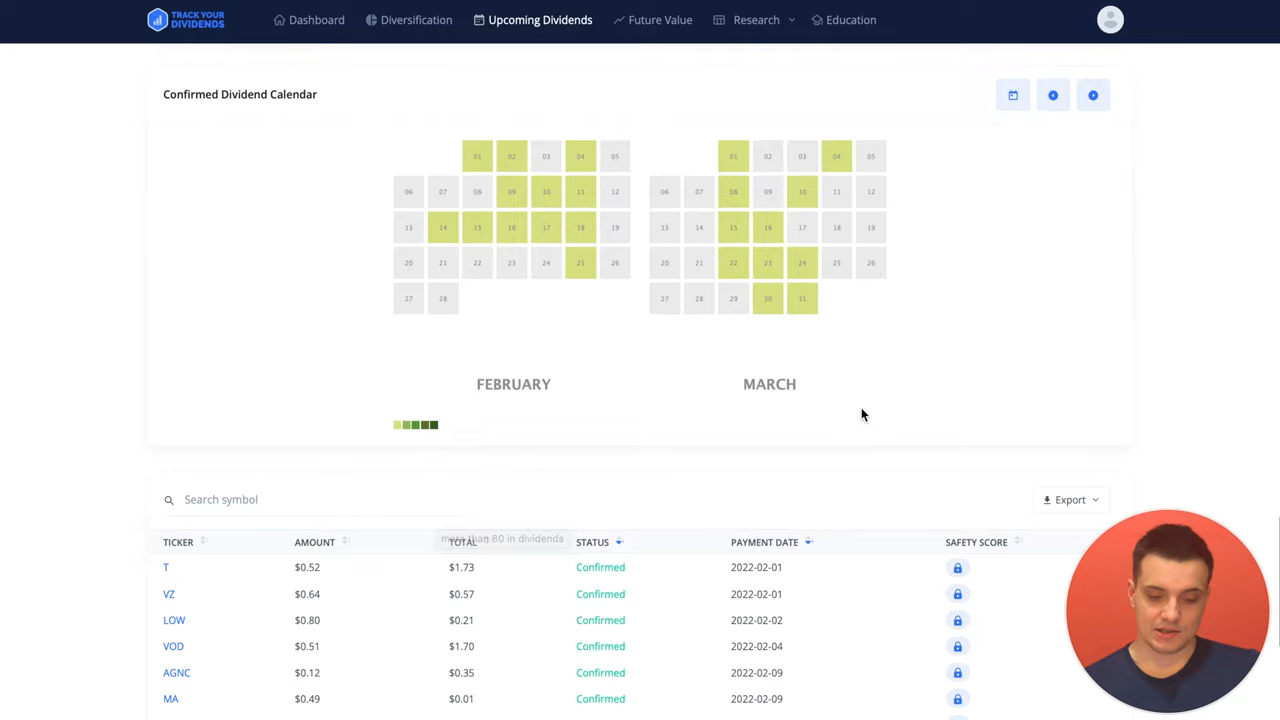 TRACK YOUR DIVIDENDS
Dashboard Diversification Upcoming Dividends Future Value Research Education
Confirmed Dividend Calendar
01 02 03 04 05 01 02 03 04 05
06 07 08 09 10 11 12 06 07 08 09 10 11 12
13 14 15 16 17 18 19 13 14 15 16 17 18 19
20 21 22 23 24 25 26 20 21 22 23 24 25 26
27 28 27 28 29 30 31
FEBRUARY MARCH
Search symbol Export
more than 80 in dividends
TICKER AMOUNT TOTAL STATUS PAYMENT DATE SAFETY SCORE
T $0.52 $1.73 Confirmed 2022-02-01
VZ $0.64 $0.57 Confirmed 2022-02-01
LOW $0.80 $0.21 Confirmed 2022-02-02
VOD $0.51 $1.70 Confirmed 2022-02-04
AGNC $0.12 $0.35 Confirmed 2022-02-09
MA $0.49 $0.01 Confirmed 2022-02-09